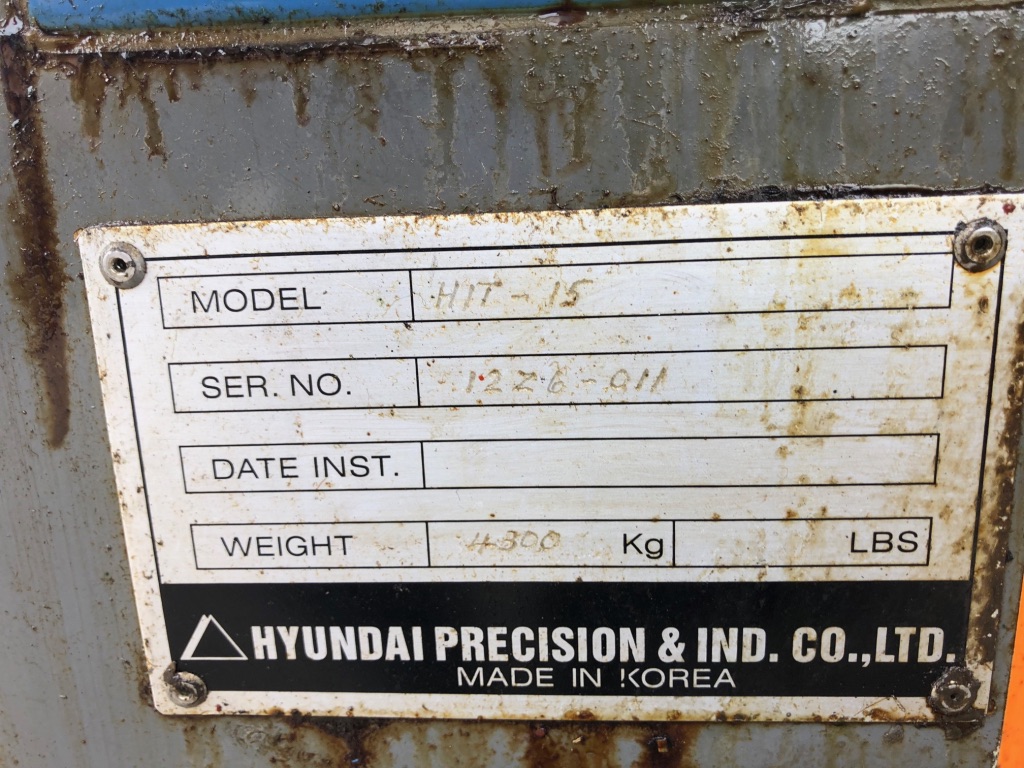 MODEL HIT-15
SER. NO. 12Z6-011
DATE INST.
WEIGHT 4300 Kg LBS
HYUNDAI PRECISION & IND. CO.,LTD.
MADE IN KOREA